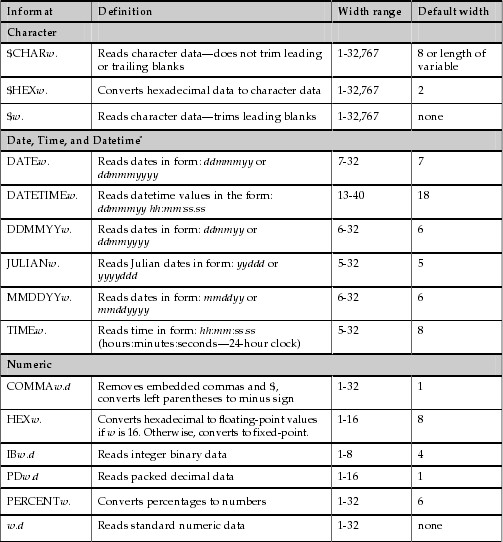 Informat Definition Width range Default width
Character
$CHARw. Reads character data—does not trim leading 1-32,767 8 or length of
or trailing blanks variable
$HEXw. Converts hexadecimal data to character data 1-32,767 2
$w. Reads character data—trims leading blanks 1-32,767 none
Date, Time, and Datetime*
DATEw. Reads dates in form: ddmmmyy or 7-32 7
ddmmmyyyy
DATETIMEw. Reads datetime values in the form: 13-40 18
ddmmmyy hh:mm:ss.ss
DDMMYYw. Reads dates in form: ddmmyy or 6-32 6
ddmmyyyy
JULIANw. Reads Julian dates in form: yyddd or 5-32 5
yyyyddd
MMDDYYw. Reads dates in form: mmddyy or 6-32 6
mmddyyyy
TIMEw. Reads time in form: hh:mm:ss.ss 5-32 8
(hours:minutes:seconds—24-hour clock)
Numeric
COMMAw.d Removes embedded commas and $, 1-32 1
converts left parentheses to minus sign
HEXw. Converts hexadecimal to floating-point values 1-16 8
if w is 16. Otherwise, converts to fixed-point.
IBw.d Reads integer binary data 1-8 4
PDw.d Reads packed decimal data 1-16 1
PERCENTw. Converts percentages to numbers 1-32 6
w.d Reads standard numeric data 1-32 none